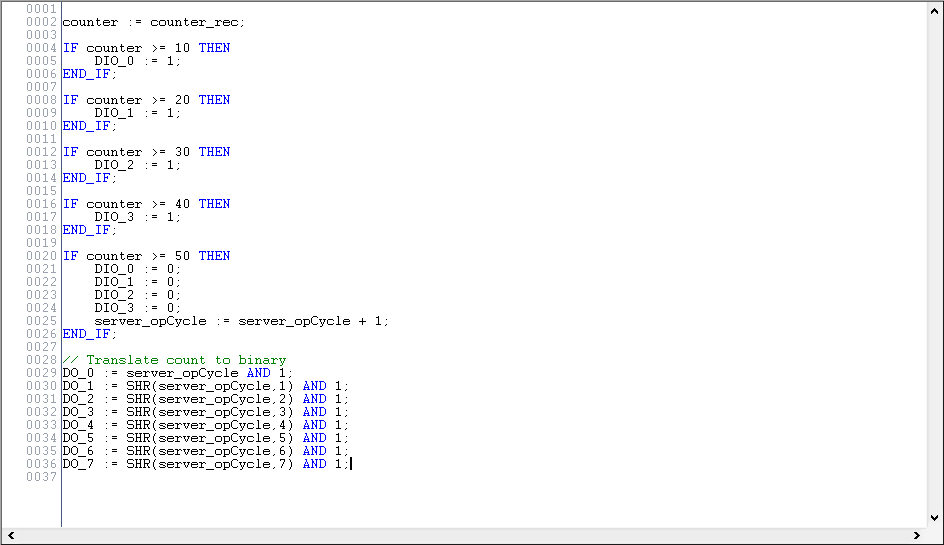 0001
0002 counter := counter_rec;
0003
0004 IF counter >= 10 THEN
0005     DIO_0 := 1;
0006 END_IF;
0007
0008 IF counter >= 20 THEN
0009     DIO_1 := 1;
0010 END_IF;
0011
0012 IF counter >= 30 THEN
0013     DIO_2 := 1;
0014 END_IF;
0015
0016 IF counter >= 40 THEN
0017     DIO_3 := 1;
0018 END_IF;
0019
0020 IF counter >= 50 THEN
0021     DIO_0 := 0;
0022     DIO_1 := 0;
0023     DIO_2 := 0;
0024     DIO_3 := 0;
0025     server_opCycle := server_opCycle + 1;
0026 END_IF;
0027
0028 // Translate count to binary
0029 DO_0 := server_opCycle AND 1;
0030 DO_1 := SHR(server_opCycle,1) AND 1;
0031 DO_2 := SHR(server_opCycle,2) AND 1;
0032 DO_3 := SHR(server_opCycle,3) AND 1;
0034 DO_4 := SHR(server_opCycle,4) AND 1;
0034 DO_5 := SHR(server_opCycle,5) AND 1;
0035 DO_6 := SHR(server_opCycle,6) AND 1;
0036 DO_7 := SHR(server_opCycle,7) AND 1;
0037